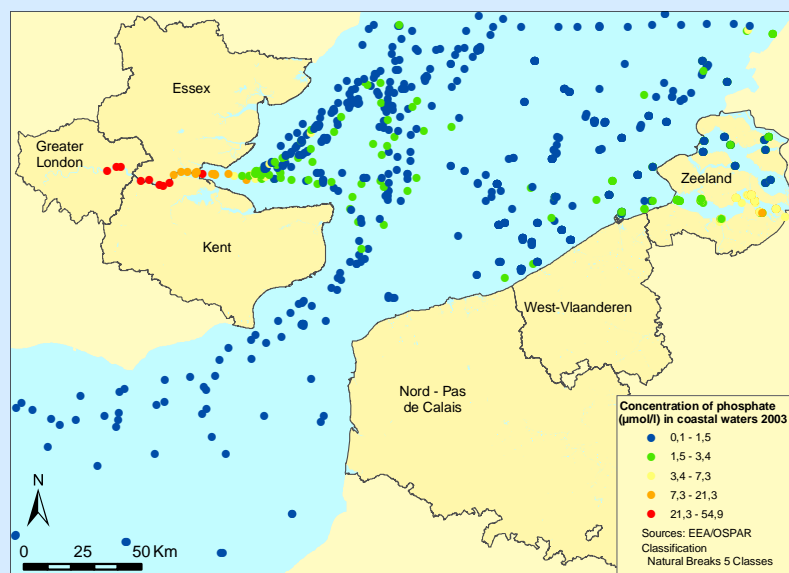 Essex
Greater
London
Zeeland
Kent
West-Vlaanderen
Nord - Pas
de Calais
N
0 25 50 Km
Concentration of phosphate
(µmol/l) in coastal waters 2003
0,1 - 1,5
1,5 - 3,4
3,4 - 7,3
7,3 - 21,3
21,3 - 54,9
Sources: EEA/OSPAR
Classification
Natural Breaks 5 Classes